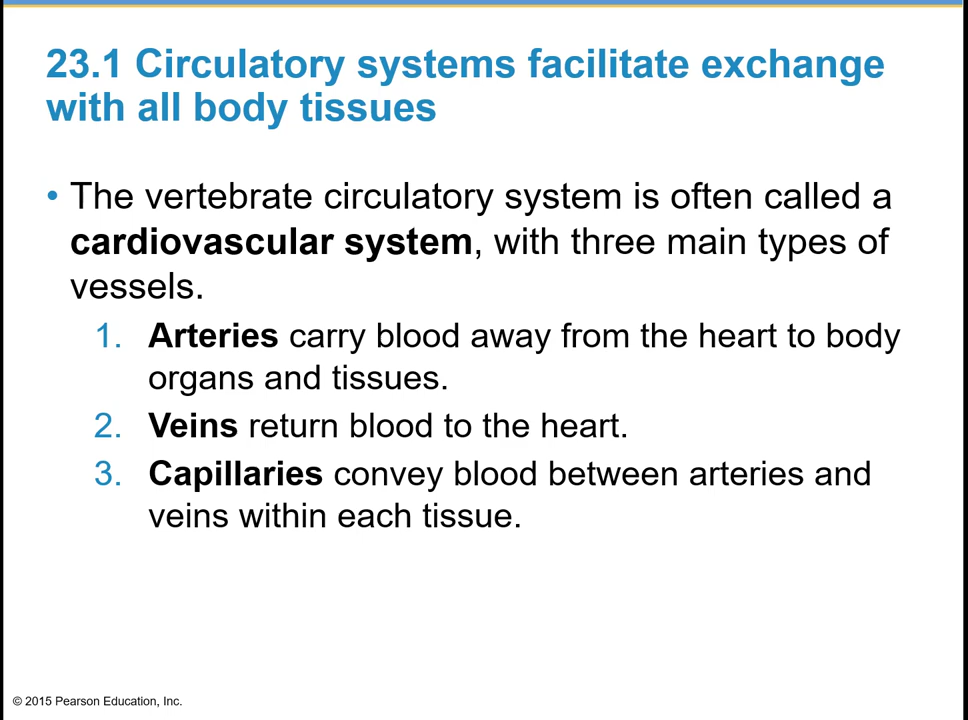 23.1 Circulatory systems facilitate exchange
with all body tissues
• The vertebrate circulatory system is often called a
cardiovascular system, with three main types of
vessels.
1. Arteries carry blood away from the heart to body
organs and tissues.
2. Veins return blood to the heart.
3. Capillaries convey blood between arteries and
veins within each tissue.
© 2015 Pearson Education, Inc.